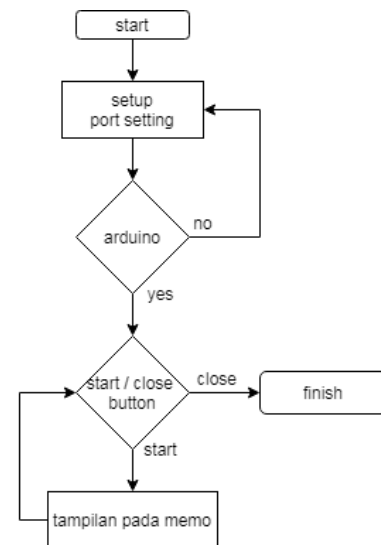 start
setup
port setting
arduino
no
yes
start / close
button
close
finish
start
tampilan pada memo